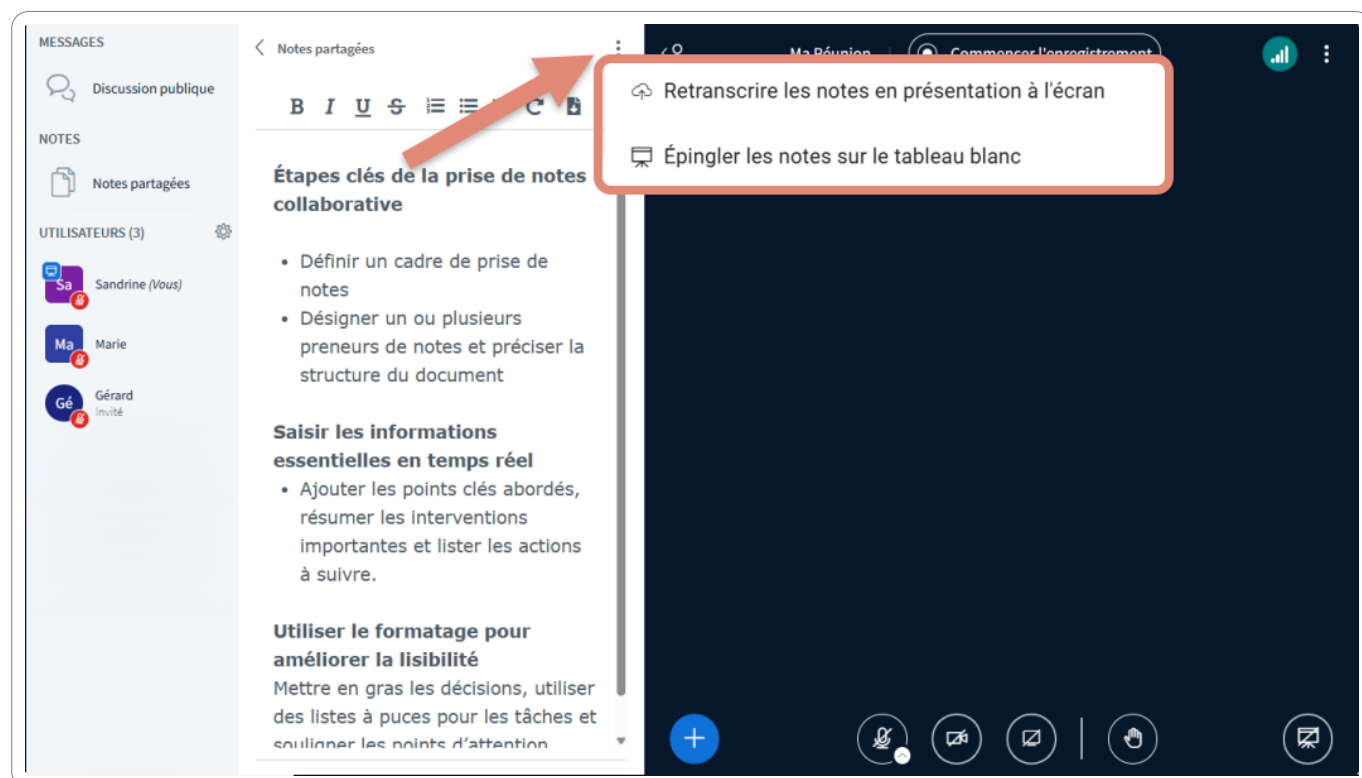 MESSAGES
Discussion publique
NOTES
Notes partagées
UTILISATEURS (3)
Sa
Sandrine (Vous)
Ma
Marie
Gé
Gérard
Invité
Notes partagées
B I U S
Étapes clés de la prise de notes
collaborative
• Définir un cadre de prise de
notes
• Désigner un ou plusieurs
preneurs de notes et préciser la
structure du document
Saisir les informations
essentielles en temps réel
• Ajouter les points clés abordés,
résumer les interventions
importantes et lister les actions
à suivre.
Utiliser le formatage pour
améliorer la lisibilité
Mettre en gras les décisions, utiliser
des listes à puces pour les tâches et
souligner les points d’attention
Ma Réunion
Commencer l'enregistrement
Retranscrire les notes en présentation à l'écran
Épingler les notes sur le tableau blanc